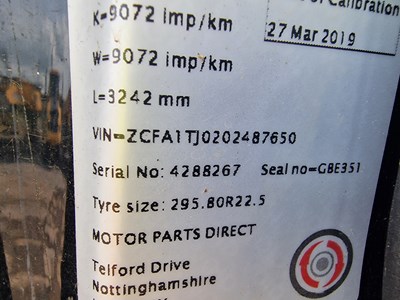 of Calibration
K=9072 imp/km
27 Mar 2019
W=9072 imp/km
L=3242 mm
VIN=ZCFA1TJ0202487650
Serial No: 4288267 Seal no=G8E351
Tyre size: 295.80R22.5
MOTOR PARTS DIRECT
Telford Drive
Nottinghamshire